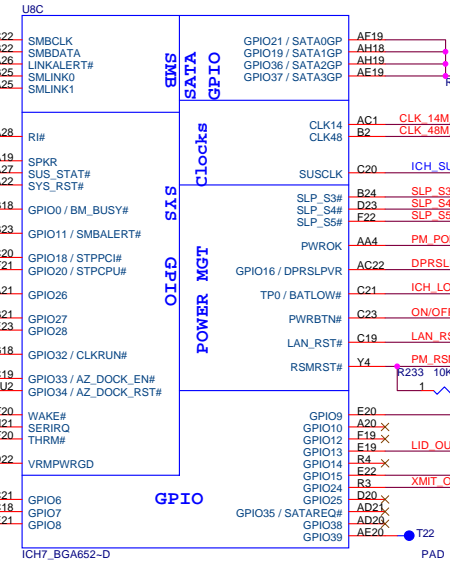 U8C
SMBCLK
SMBDATA
LINKALERT#
SMLINK0
SMLINK1
RI#
SPKR
SUS_STAT#
SYS_RST#
GPIO0 / BM_BUSY#
GPIO11 / SMBALERT#
GPIO18 / STPPCI#
GPIO20 / STPCPU#
GPIO26
GPIO27
GPIO28
GPIO32 / CLKRUN#
GPIO33 / AZ_DOCK_EN#
GPIO34 / AZ_DOCK_RST#
WAKE#
SERIRQ
THRM#
VRMPWRGD
GPIO6
GPIO7
GPIO8
SMB
SATA
GPIO
Clocks
SYS
GPIO
POWER MGT
GPIO
GPIO21 / SATA0GP AF19
GPIO19 / SATA1GP AH18
GPIO36 / SATA2GP AH19
GPIO37 / SATA3GP AE19
CLK14 AC1 CLK_14M
CLK48 B2 CLK_48M
SUSCLK C20 ICH_SU
SLP_S3# B24 SLP_S3
SLP_S4# D23 SLP_S4
SLP_S5# F22 SLP_S5
PWROK AA4
GPIO16 / DPRSLPVR AC22 DPRSL
TP0 / BATLOW# C21 ICH_LO
PWRBTN# C23
LAN_RST# C19 LAN_RS
RSMRST# Y4 PM_RSM
R233 10K
1
GPIO9 E20
GPIO10 A20
GPIO12 F19
GPIO13 E19 LID_OU
GPIO14 R4
GPIO15 E22
GPIO24 R3 XMIT_O
GPIO25 D20
GPIO35 / SATAREQ# AD21
GPIO38 AD20
GPIO39 AE20 T22
ICH7_BGA652~D
PAD